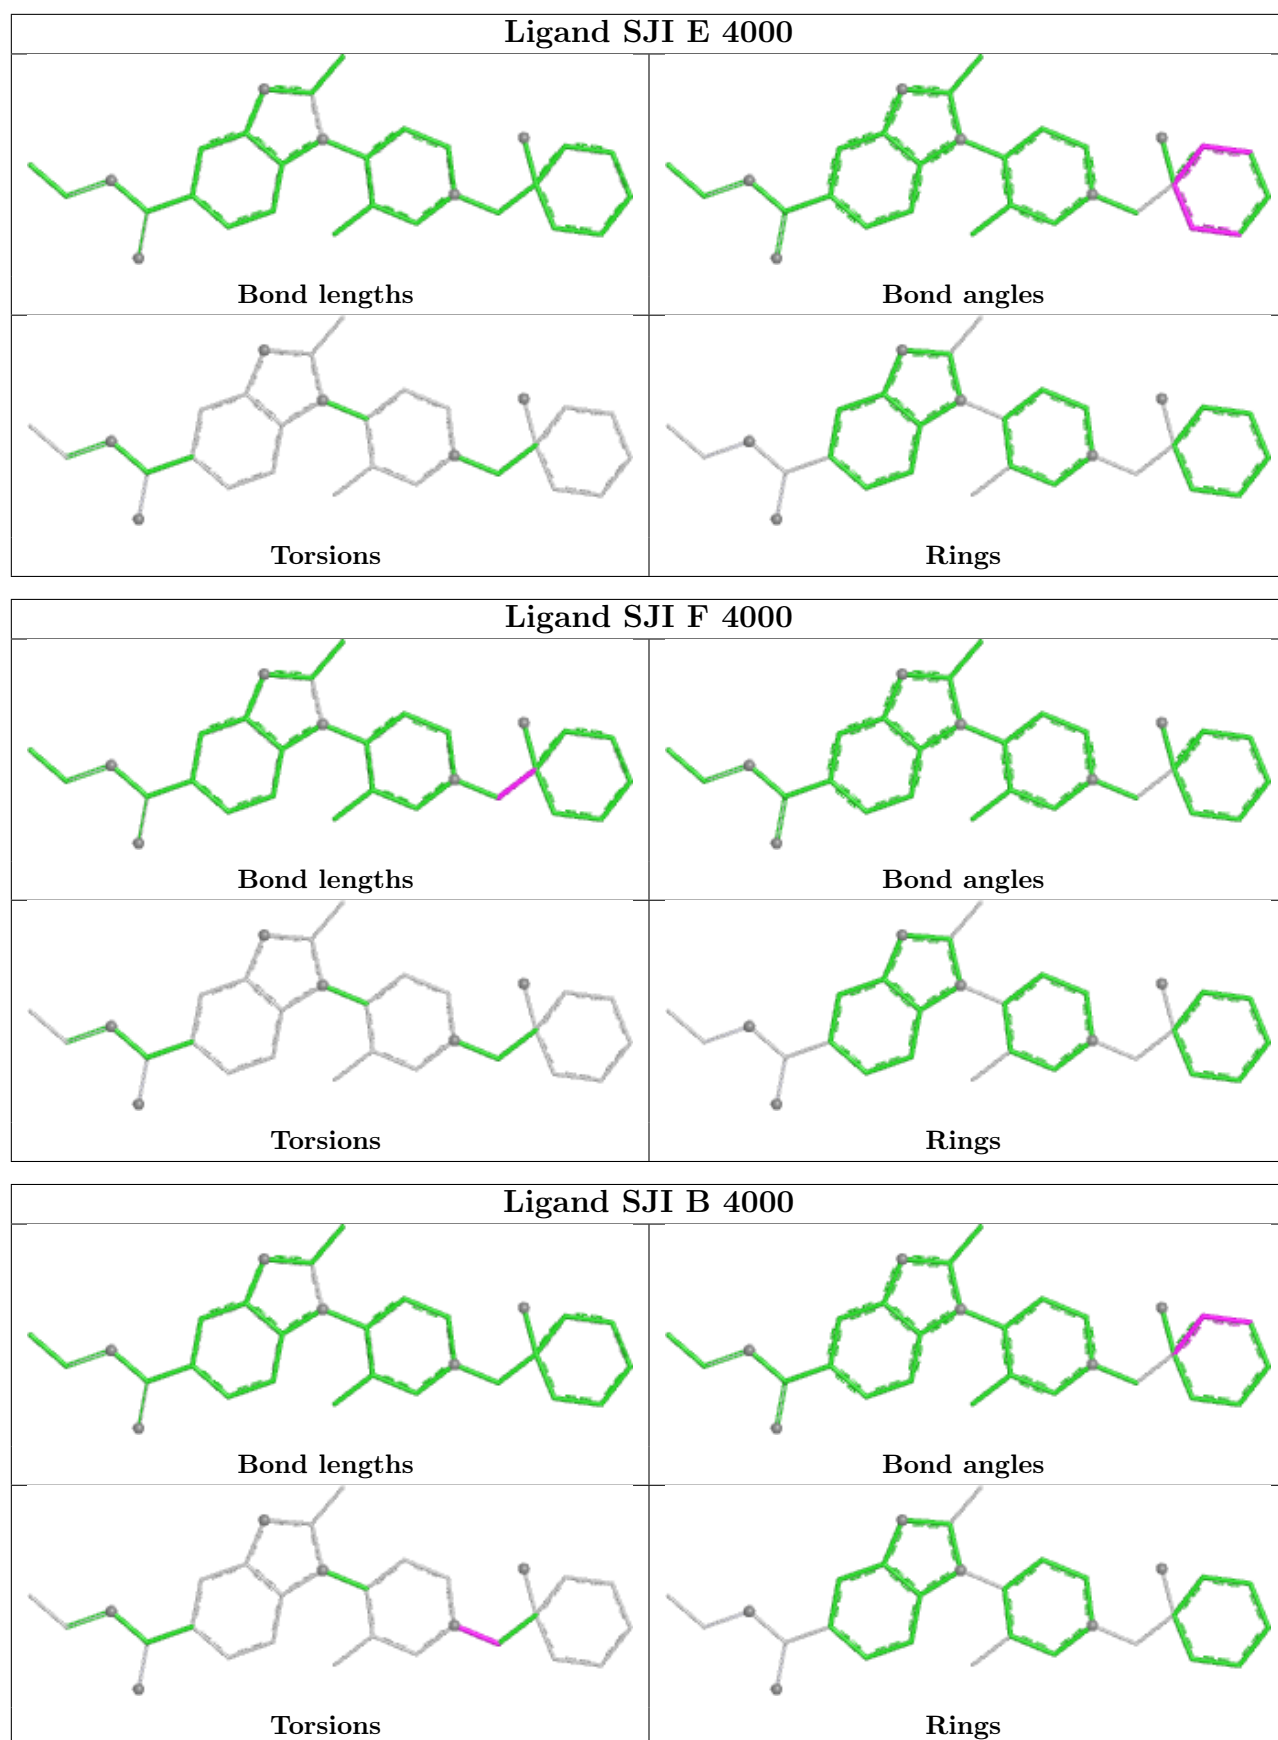 Ligand SJI E 4000
Bond lengths
Bond angles
Torsions
Rings
Ligand SJI F 4000
Bond lengths
Bond angles
Torsions
Rings
Ligand SJI B 4000
Bond lengths
Bond angles
Torsions
Rings